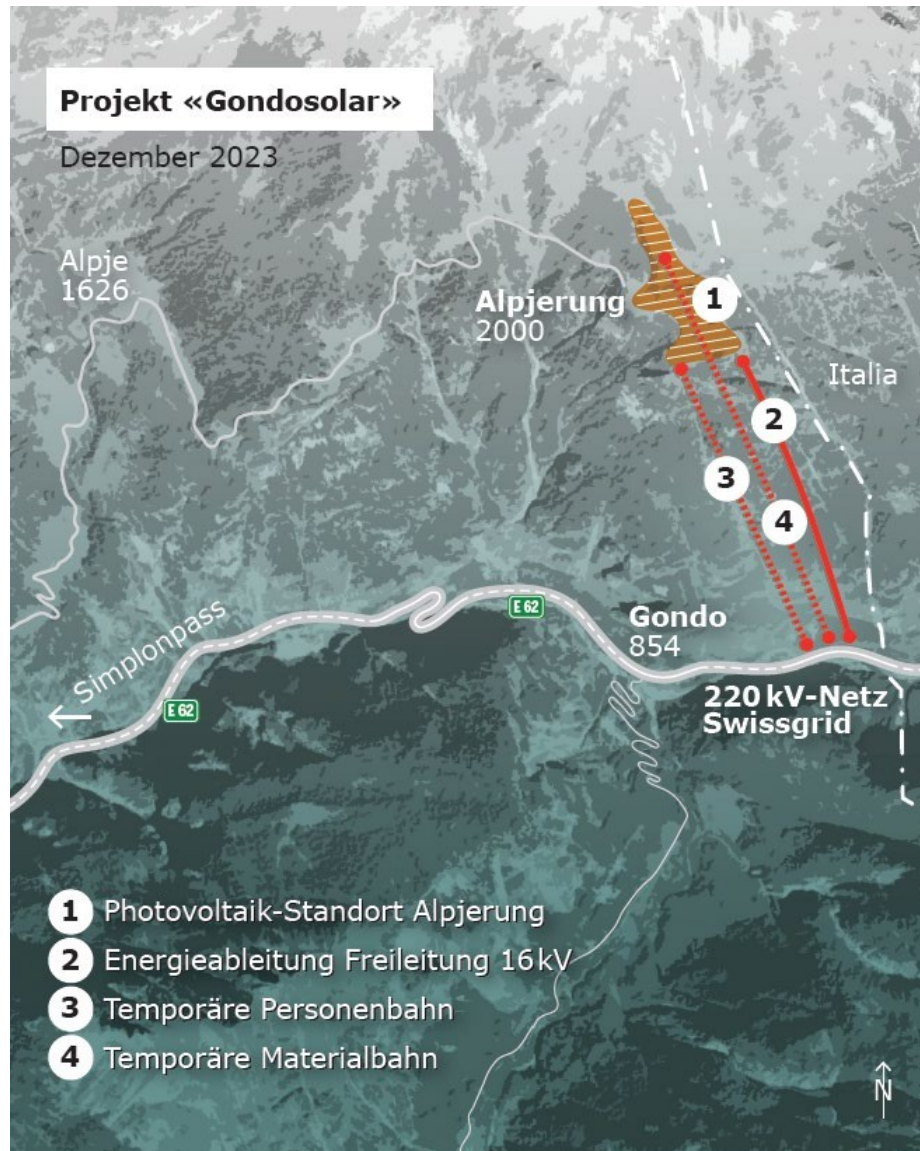 Projekt «Gondosolar»
Dezember 2023
Alpje
1626
Alpjerung
2000
1
Italia
2
3
4
E 62
Gondo
854
Simplonpass
E 62
220 kV-Netz
Swissgrid
1 Photovoltaik-Standort Alpjerung
2 Energieableitung Freileitung 16 kV
3 Temporäre Personenbahn
4 Temporäre Materialbahn
N